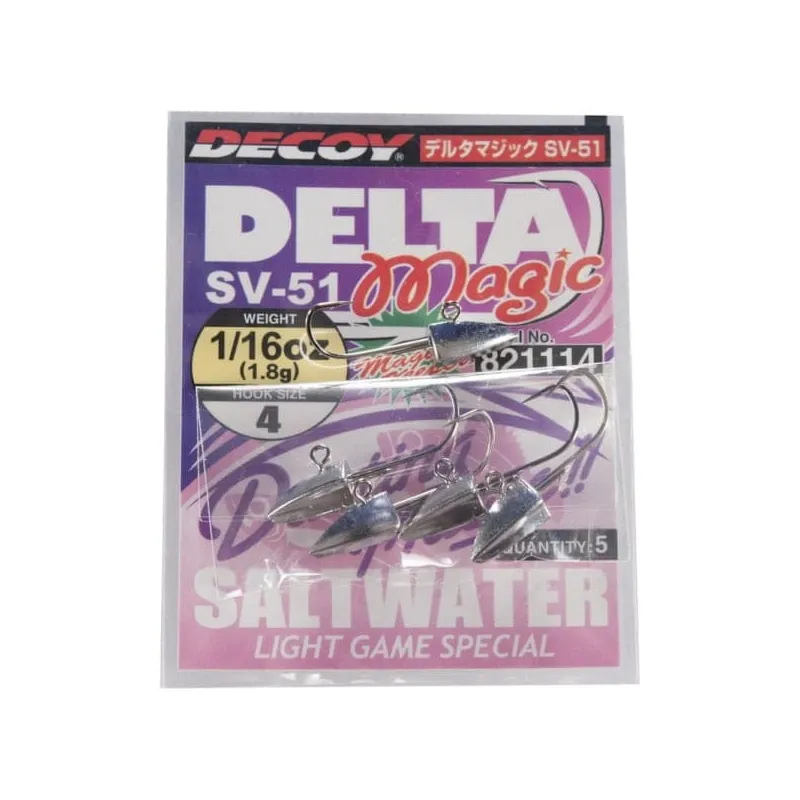 DECOY® デルタマジック SV-51
DELTA
SV-51 Magic
WEIGHT
1/16oz
(1.8g)
l No.
821114
Magic
HOOK SIZE
4
QUANTITY:5
SALTWATER
LIGHT GAME SPECIAL